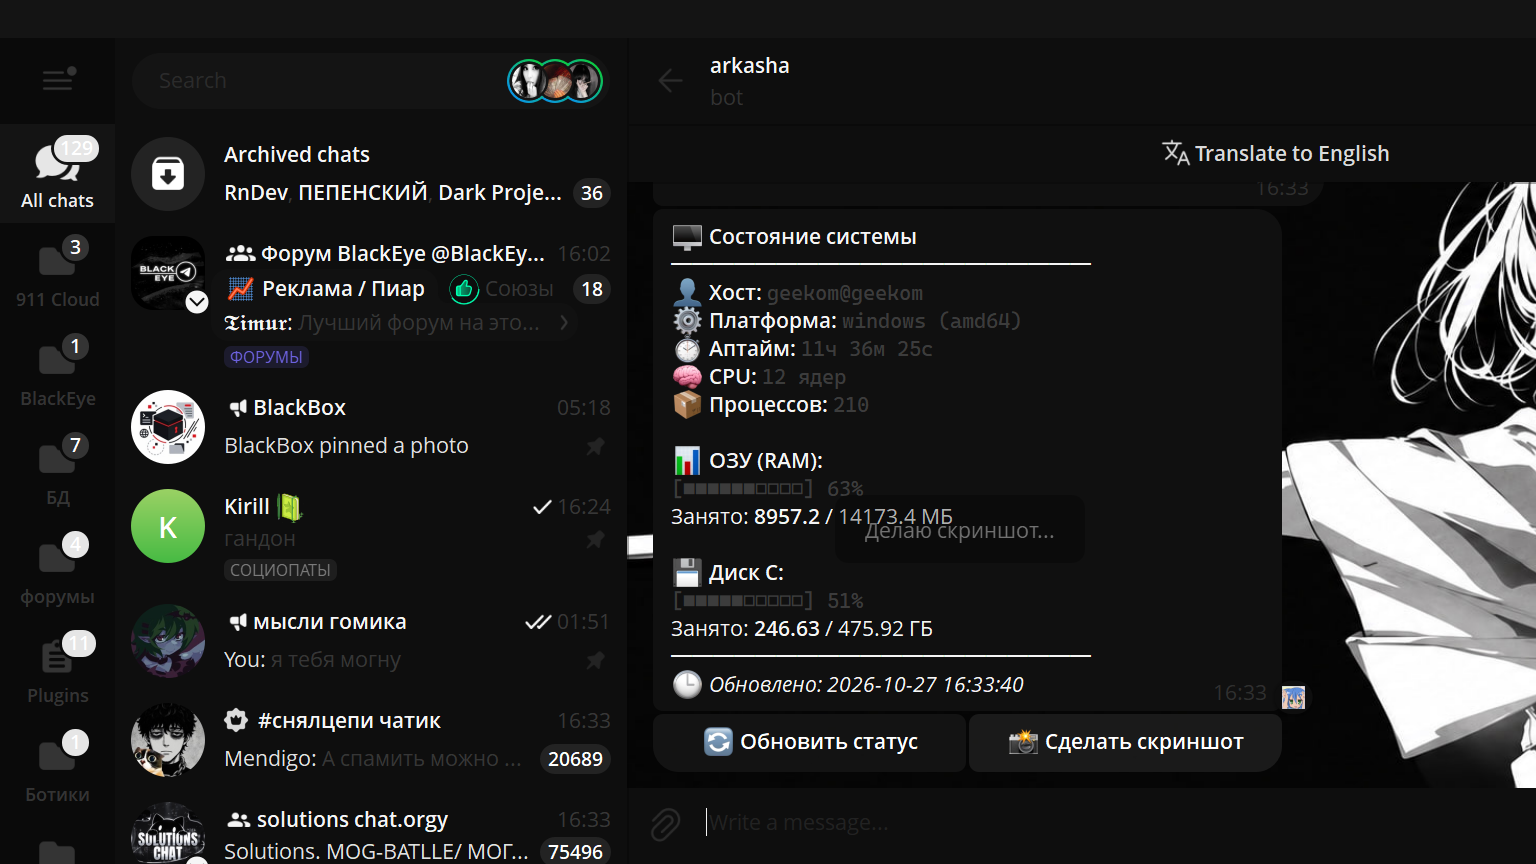 129
All chats
3
911 Cloud
1
BlackEye
7
БД
4
форумы
11
Plugins
1
Ботики
Search
Archived chats
RnDev, ПЕПЕНСКИЙ, Dark Proje... 36
BLACK EYE
Форум BlackEye @BlackEy... 16:02
Реклама / Пиар Союзы 18
𝕿𝖎𝖒𝖚𝖗: Лучший форум на это...
ФОРУМЫ
BlackBox 05:18
BlackBox pinned a photo
K
Kirill 16:24
гандон
СОЦИОПАТЫ
мысли гомика 01:51
You: я тебя могну
#снялцепи чатик 16:33
Mendigo: А спамить можно ... 20689
SOLUTIONS CHAT
solutions chat.orgy 16:33
Solutions. MOG-BATLLE/ МОГ... 75496
arkasha
bot
Translate to English
16:33
Состояние системы
Хост: geekom@geekom
Платформа: windows (amd64)
Аптайм: 11ч 36м 25с
CPU: 12 ядер
Процессов: 210
ОЗУ (RAM):
[■■■■■■□□□□] 63%
Занято: 8957.2 / 14173.4 МБ
Делаю скриншот...
Диск C:
[■■■■■□□□□□] 51%
Занято: 246.63 / 475.92 ГБ
Обновлено: 2026-10-27 16:33:40
16:33
Обновить статус
Сделать скриншот
Write a message...